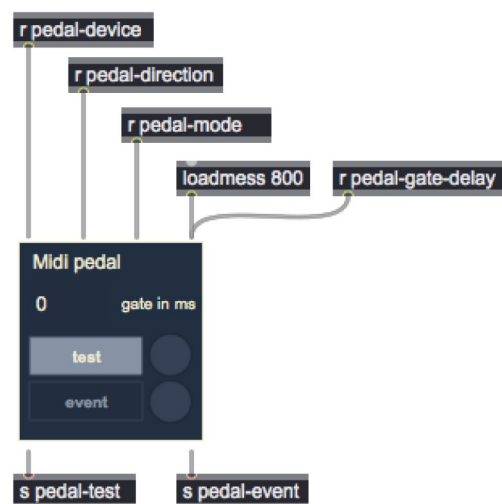 r pedal-device
r pedal-direction
r pedal-mode
loadmess 800
r pedal-gate-delay
Midi pedal
0 gate in ms
test
event
s pedal-test
s pedal-event